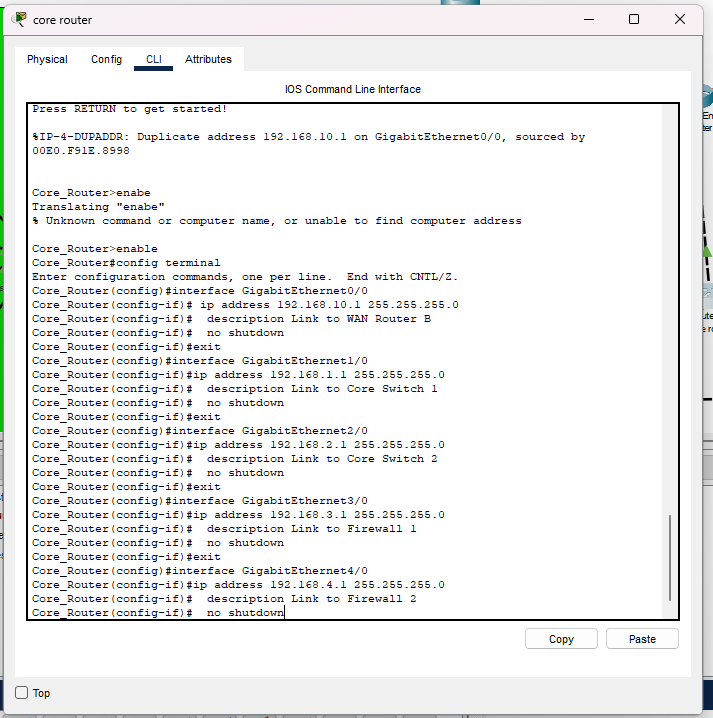 core router
Physical Config CLI Attributes
IOS Command Line Interface
Press RETURN to get started!
%IP-4-DUPADDR: Duplicate address 192.168.10.1 on GigabitEthernet0/0, sourced by
00E0.F91E.8998
Core_Router>enabe
Translating "enabe"
% Unknown command or computer name, or unable to find computer address
Core_Router>enable
Core_Router#config terminal
Enter configuration commands, one per line.  End with CNTL/Z.
Core_Router(config)#interface GigabitEthernet0/0
Core_Router(config-if)# ip address 192.168.10.1 255.255.255.0
Core_Router(config-if)#  description Link to WAN Router B
Core_Router(config-if)#  no shutdown
Core_Router(config-if)#exit
Core_Router(config)#interface GigabitEthernet1/0
Core_Router(config-if)#ip address 192.168.1.1 255.255.255.0
Core_Router(config-if)#  description Link to Core Switch 1
Core_Router(config-if)#  no shutdown
Core_Router(config-if)#exit
Core_Router(config)#interface GigabitEthernet2/0
Core_Router(config-if)#ip address 192.168.2.1 255.255.255.0
Core_Router(config-if)#  description Link to Core Switch 2
Core_Router(config-if)#  no shutdown
Core_Router(config-if)#exit
Core_Router(config)#interface GigabitEthernet3/0
Core_Router(config-if)#ip address 192.168.3.1 255.255.255.0
Core_Router(config-if)#  description Link to Firewall 1
Core_Router(config-if)#  no shutdown
Core_Router(config-if)#exit
Core_Router(config)#interface GigabitEthernet4/0
Core_Router(config-if)#ip address 192.168.4.1 255.255.255.0
Core_Router(config-if)#  description Link to Firewall 2
Core_Router(config-if)#  no shutdown
Copy Paste
Top